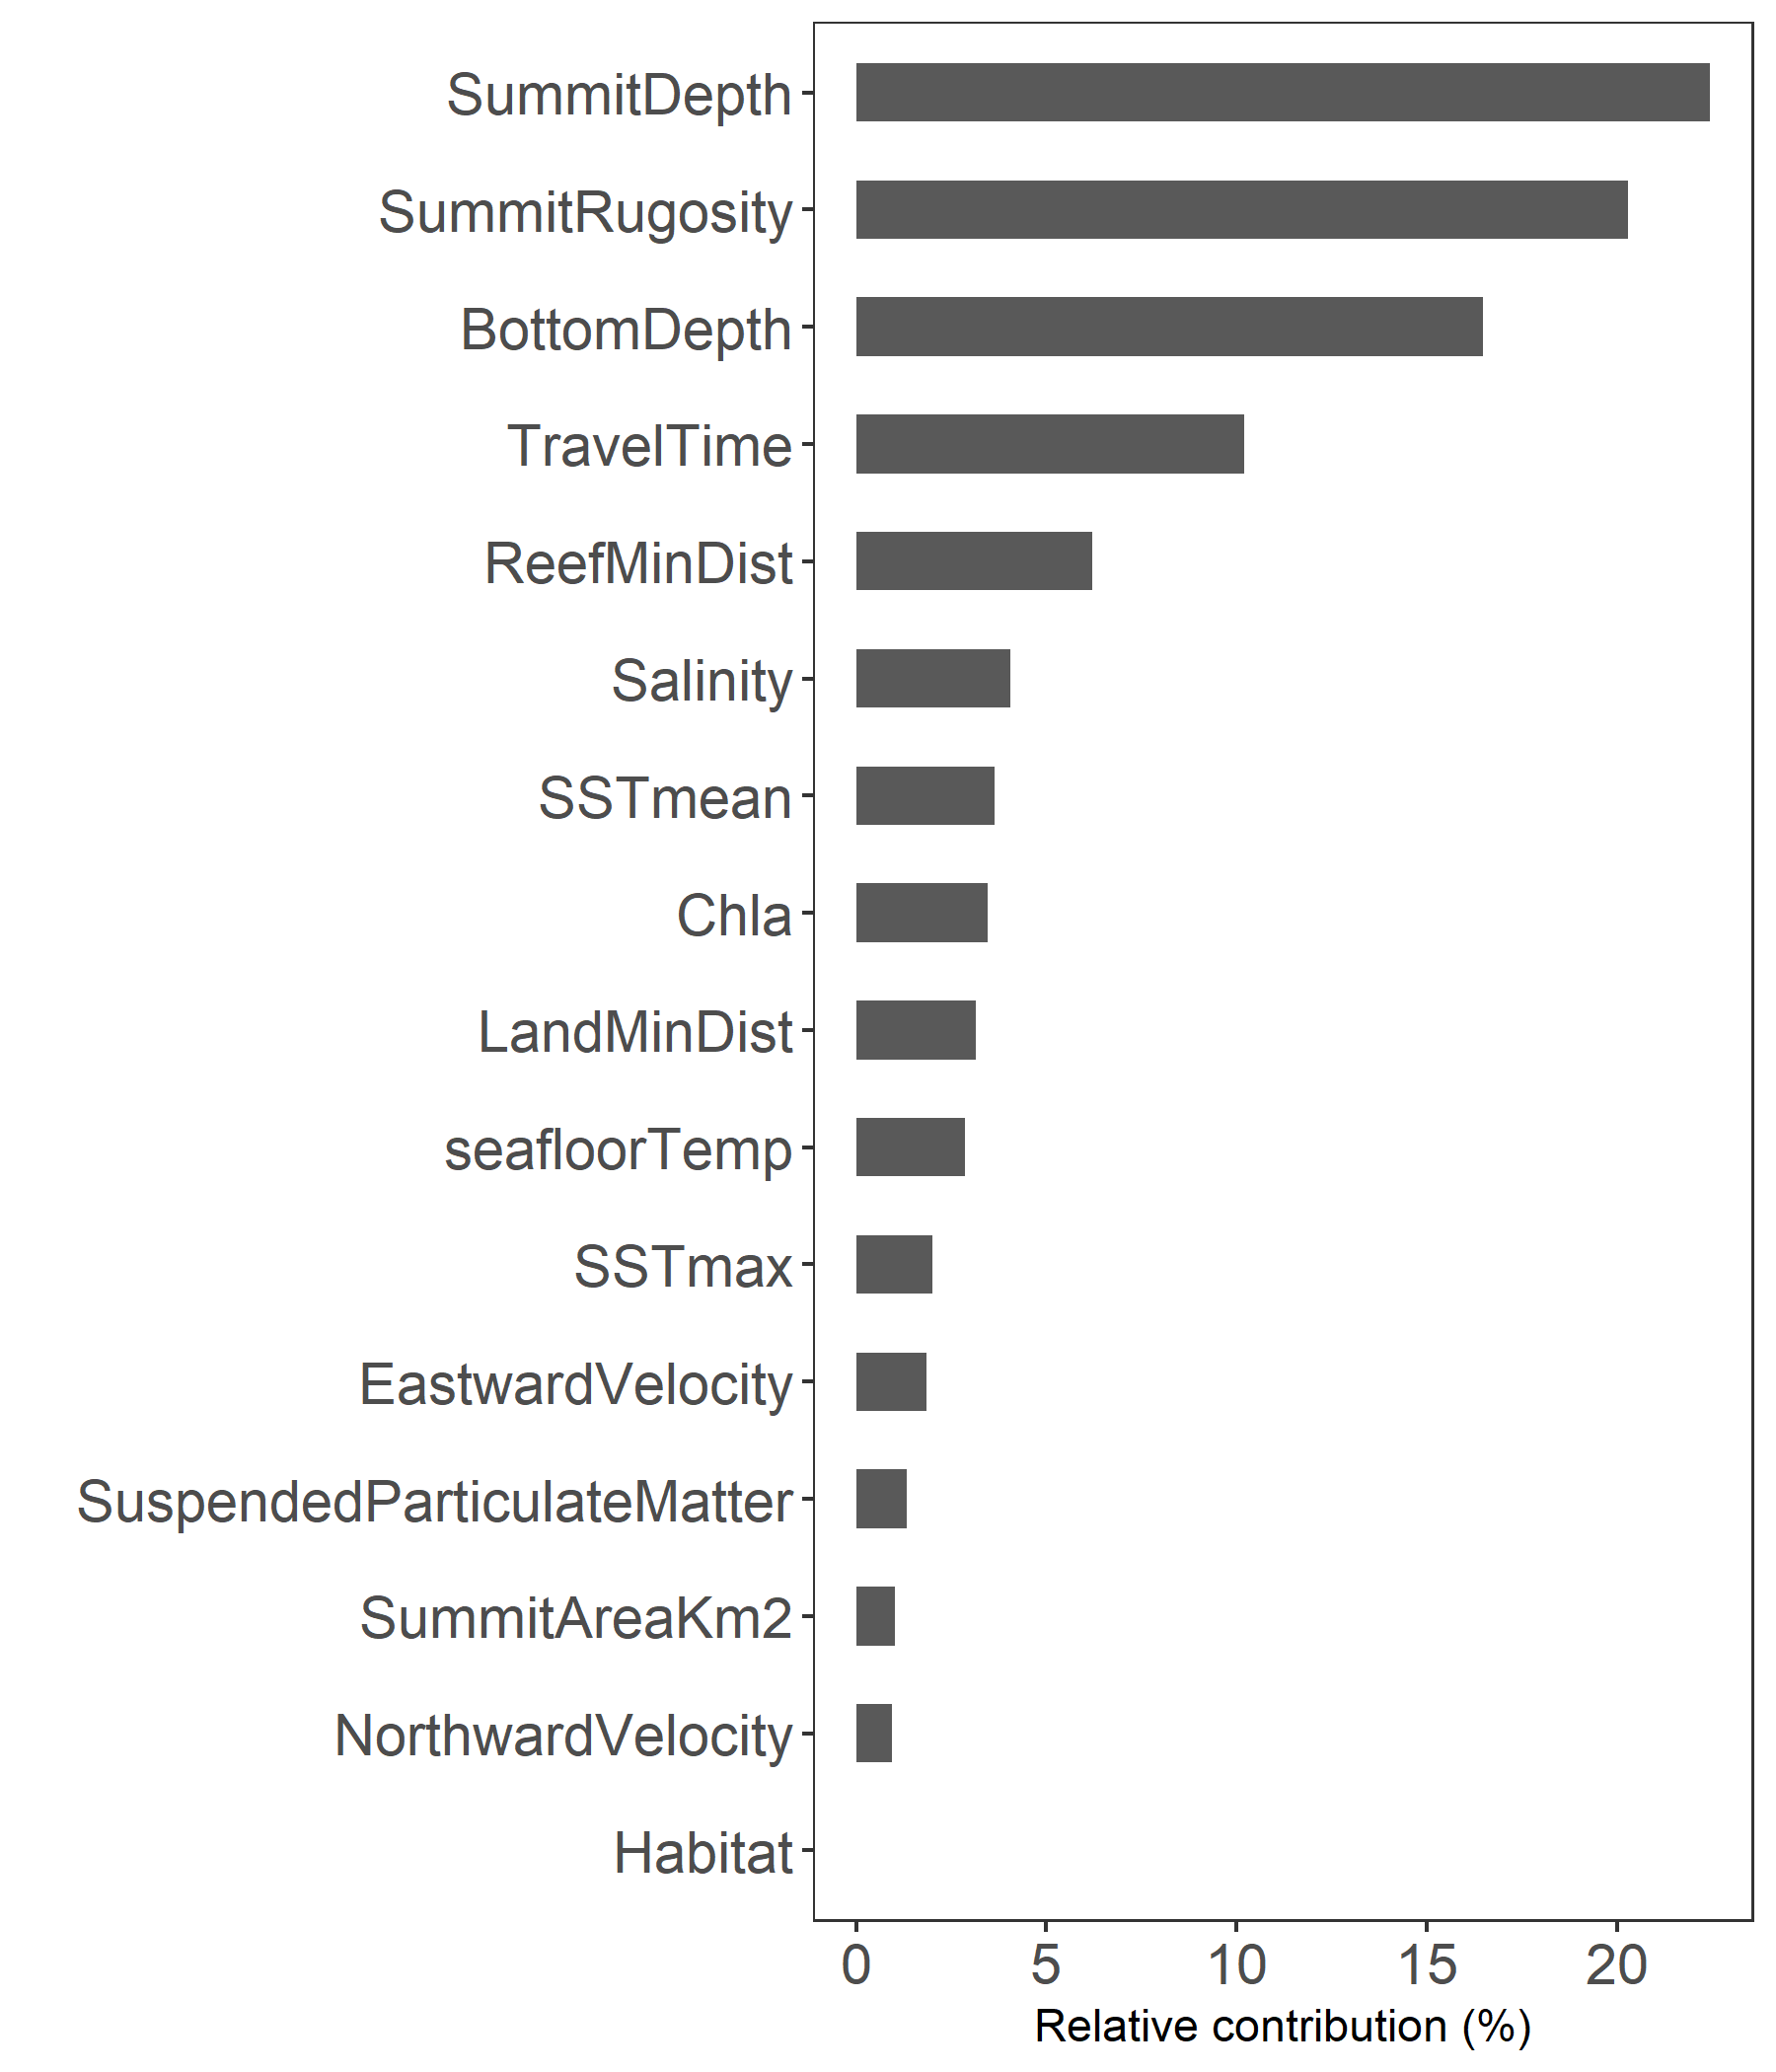 SummitDepth
SummitRugosity
BottomDepth
TravelTime
ReefMinDist
Salinity
SSTmean
Chla
LandMinDist
seafloorTemp
SSTmax
EastwardVelocity
SuspendedParticulateMatter
SummitAreaKm2
NorthwardVelocity
Habitat
0 5 10 15 20
Relative contribution (%)